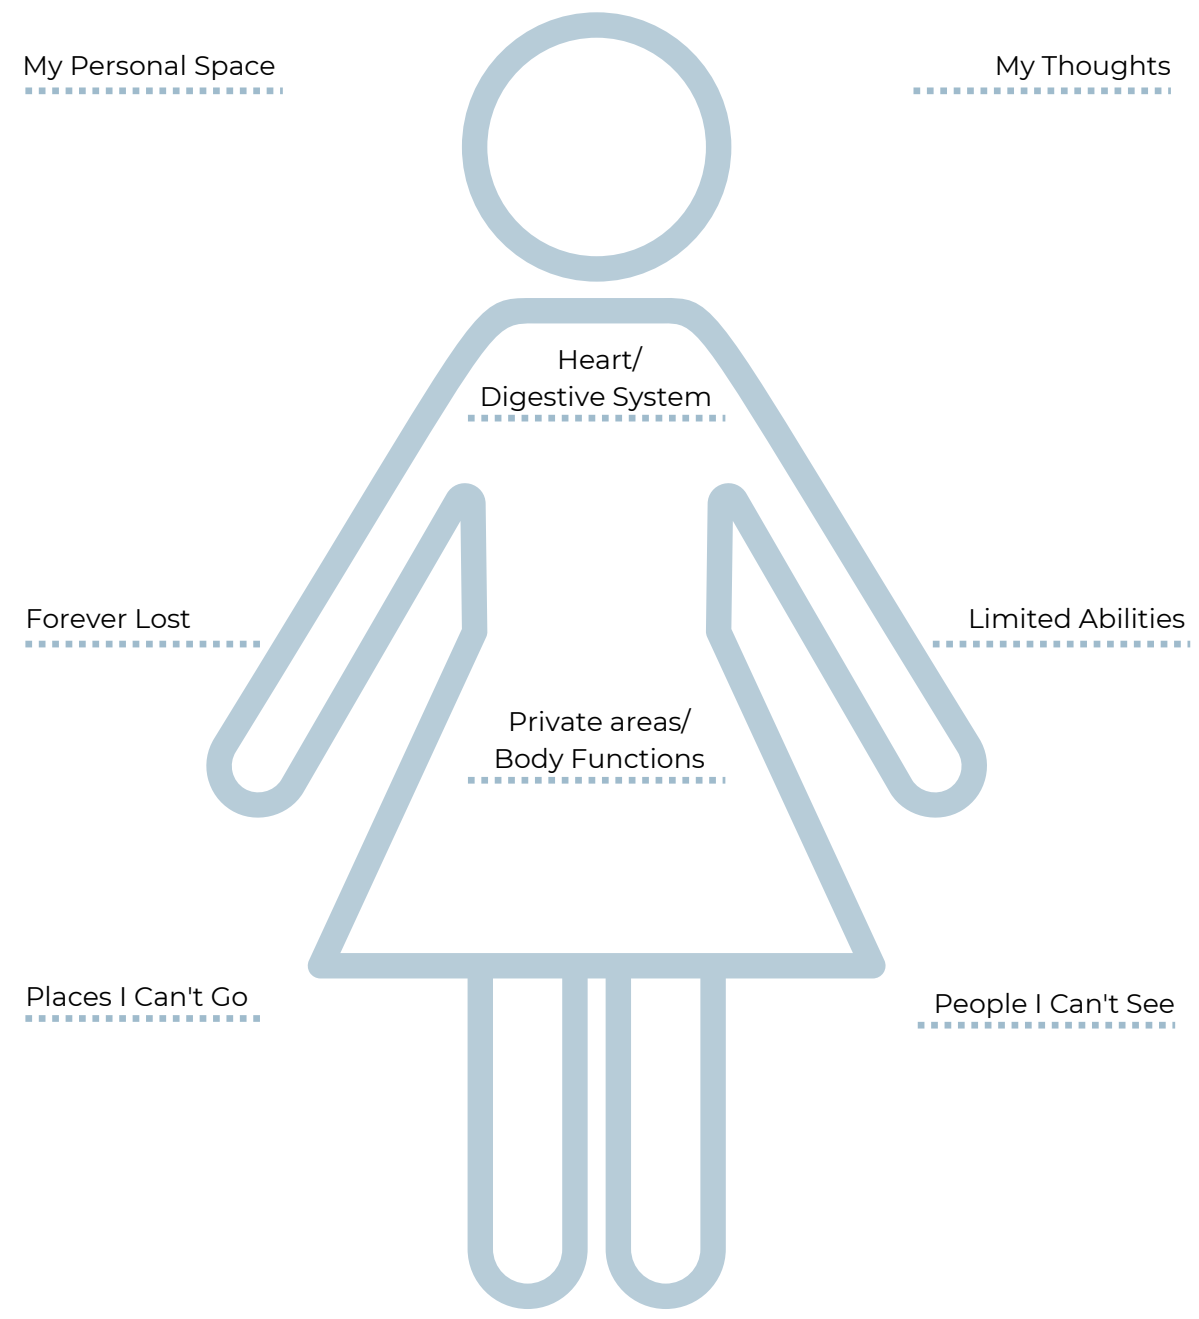 My Personal Space
My Thoughts
Heart/
Digestive System
Forever Lost
Limited Abilities
Private areas/
Body Functions
Places I Can't Go
People I Can't See